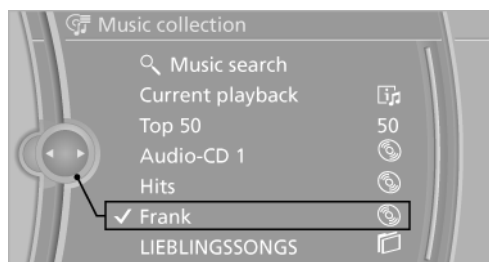 Music collection
Music search
Current playback
Top 50 50
Audio-CD 1
Hits
Frank
LIEBLINGSSONGS